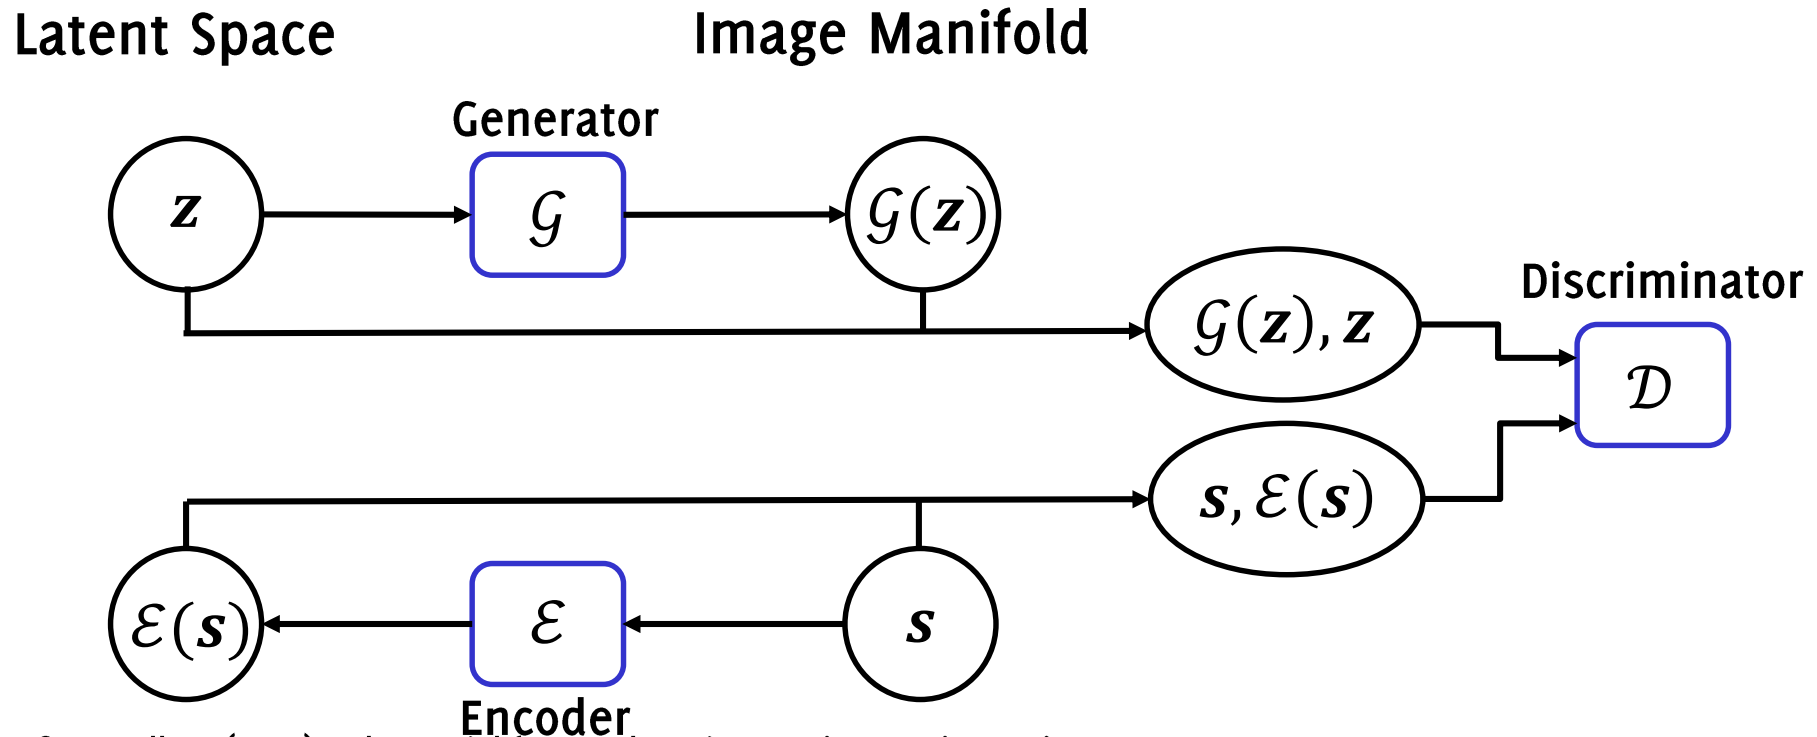 Latent Space
Image Manifold
Generator
𝒛
𝒢
𝒢(𝒛)
Discriminator
𝒢(𝒛), 𝒛
𝒟
𝒔, ℰ(𝒔)
ℰ(𝒔)
ℰ
𝒔
Encoder